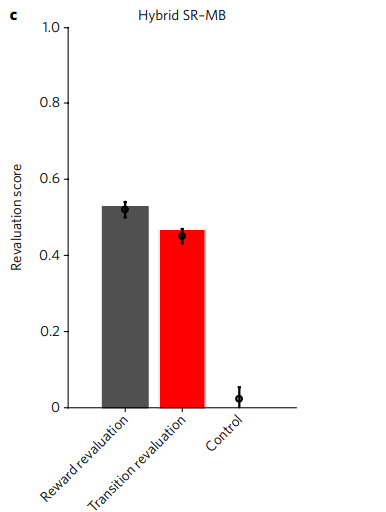 c
Hybrid SR–MB
Revaluation score
1.0
0.8
0.6
0.4
0.2
0
Reward revaluation
Transition revaluation
Control